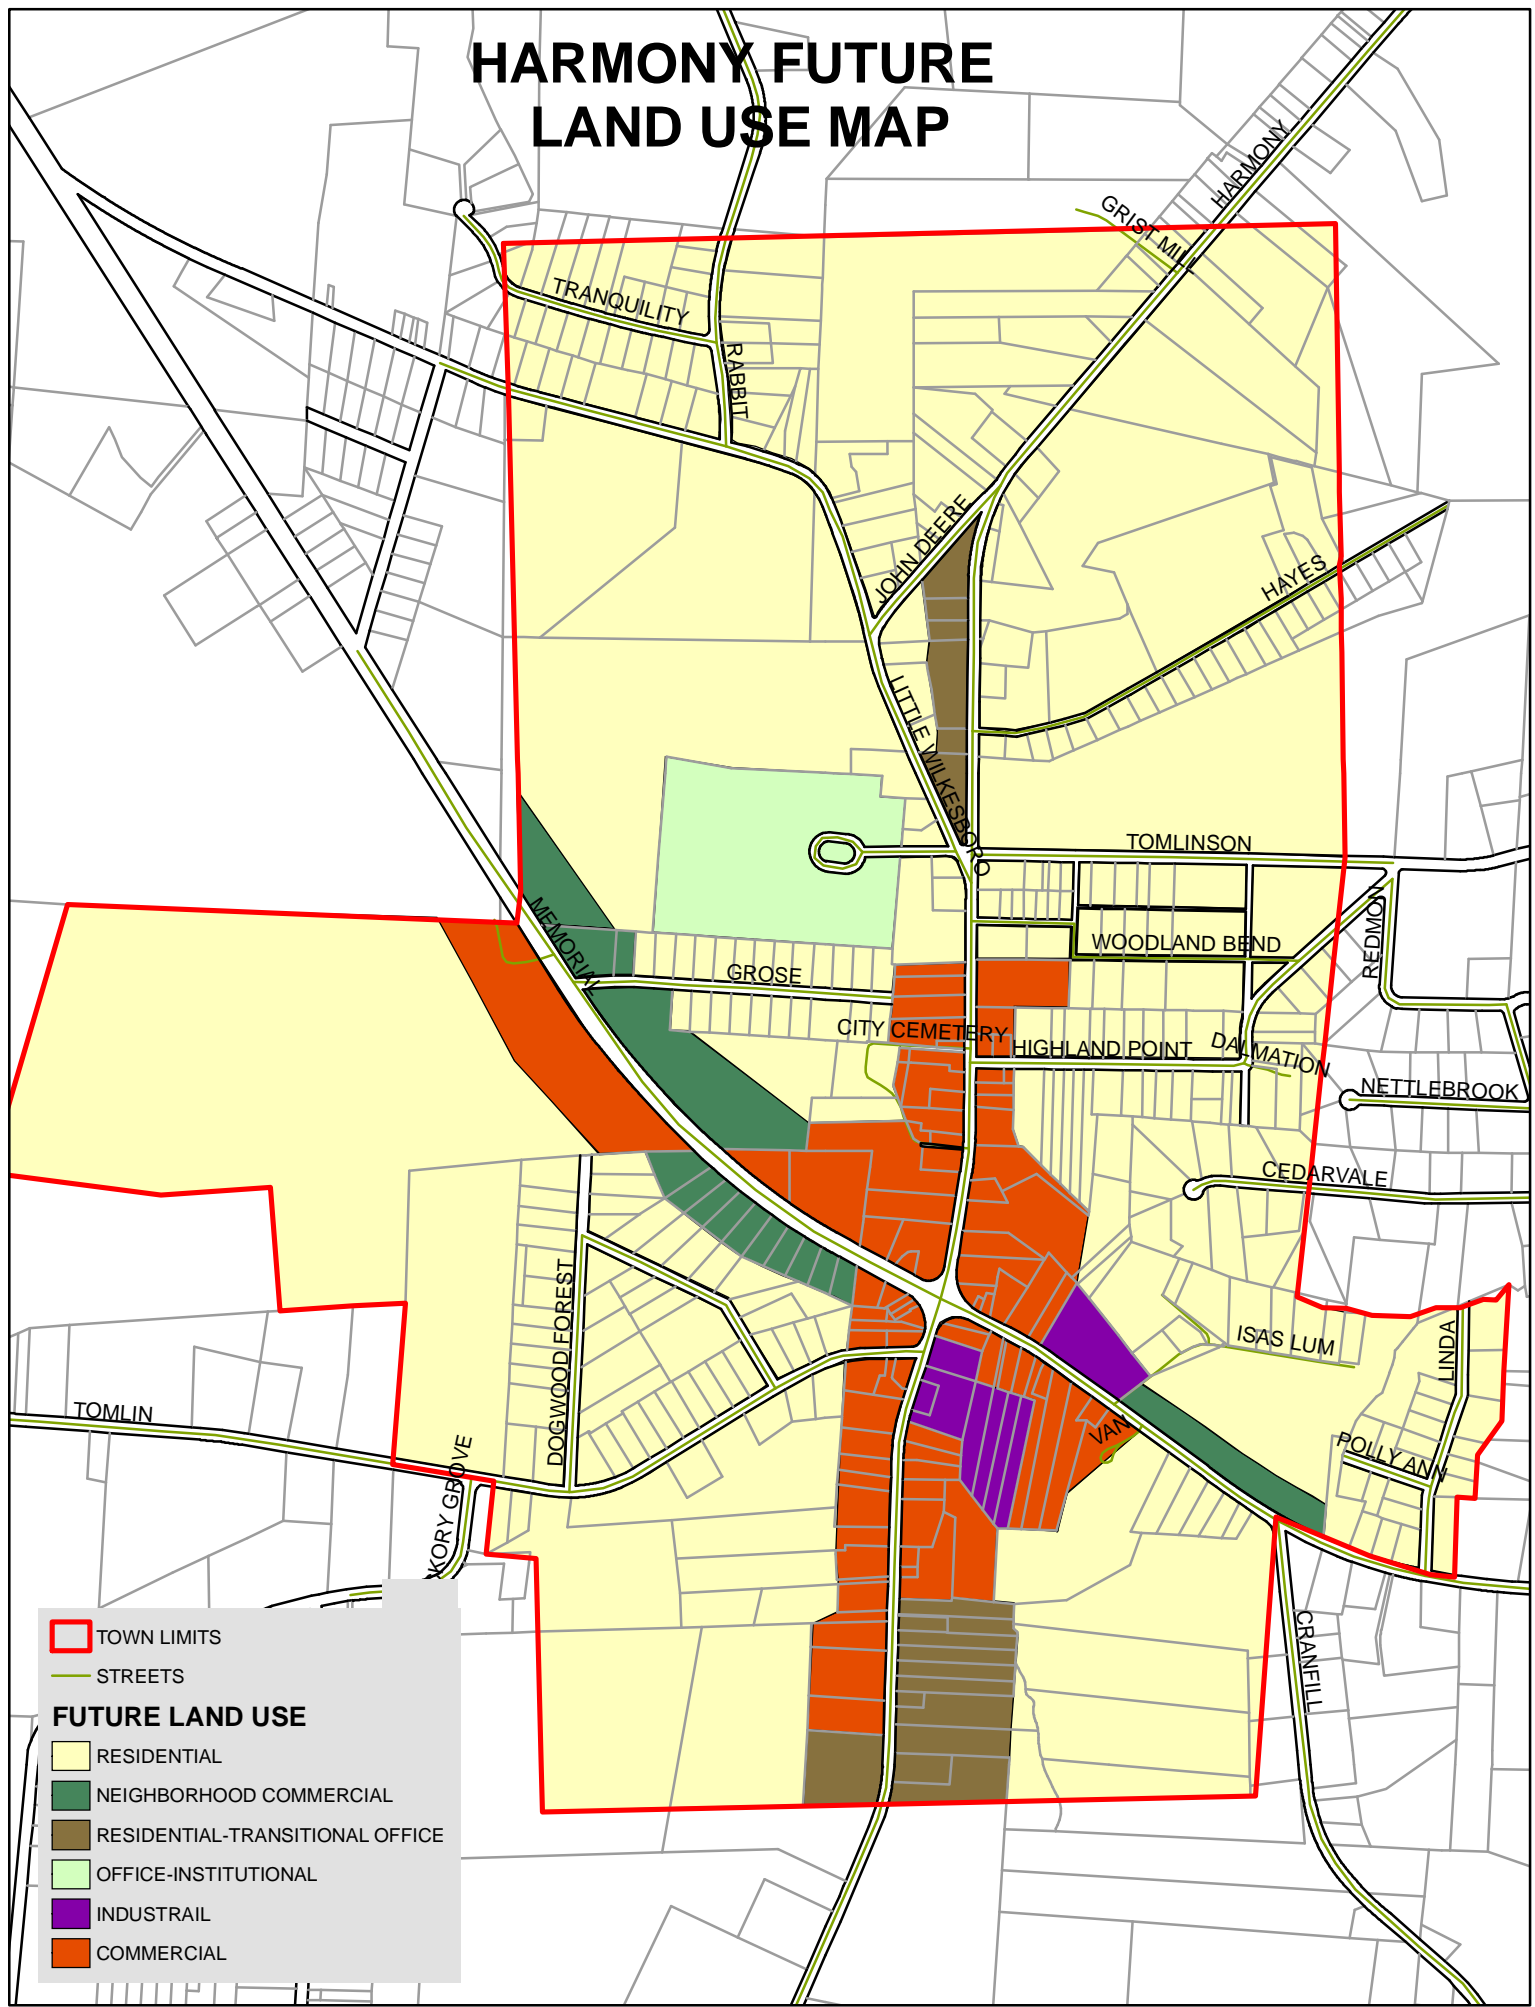 HARMONY FUTURE
LAND USE MAP
HARMONY
GRIST MILL
TRANQUILITY
RABBIT
JOHN DEERE
HAYES
LITTLE WILKESBORO
TOMLINSON
MEMORIAL
REDMON
WOODLAND BEND
GROSE
CITY CEMETERY
HIGHLAND POINT
DALMATION
NETTLEBROOK
CEDARVALE
ISAS LUM
LINDA
DOGWOOD FOREST
TOMLIN
VAN
POLLY ANN
KORY GROVE
CRANFILL
TOWN LIMITS
STREETS
FUTURE LAND USE
RESIDENTIAL
NEIGHBORHOOD COMMERCIAL
RESIDENTIAL-TRANSITIONAL OFFICE
OFFICE-INSTITUTIONAL
INDUSTRAIL
COMMERCIAL